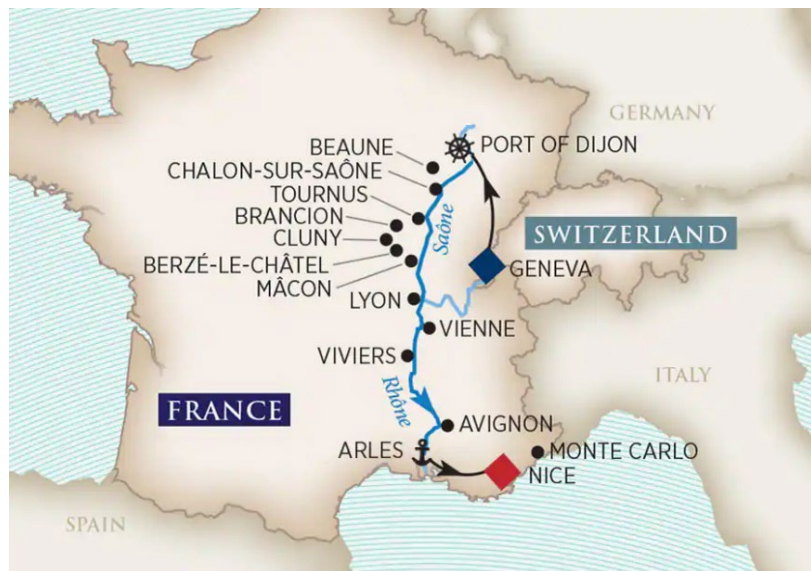 GERMANY
PORT OF DIJON
BEAUNE
CHALON-SUR-SAÔNE
TOURNUS
BRANCION
CLUNY
BERZÉ-LE-CHÂTEL
MÂCON
Saône
SWITZERLAND
GENEVA
LYON
VIENNE
VIVIERS
ITALY
Rhône
FRANCE
AVIGNON
ARLES
MONTE CARLO
NICE
SPAIN